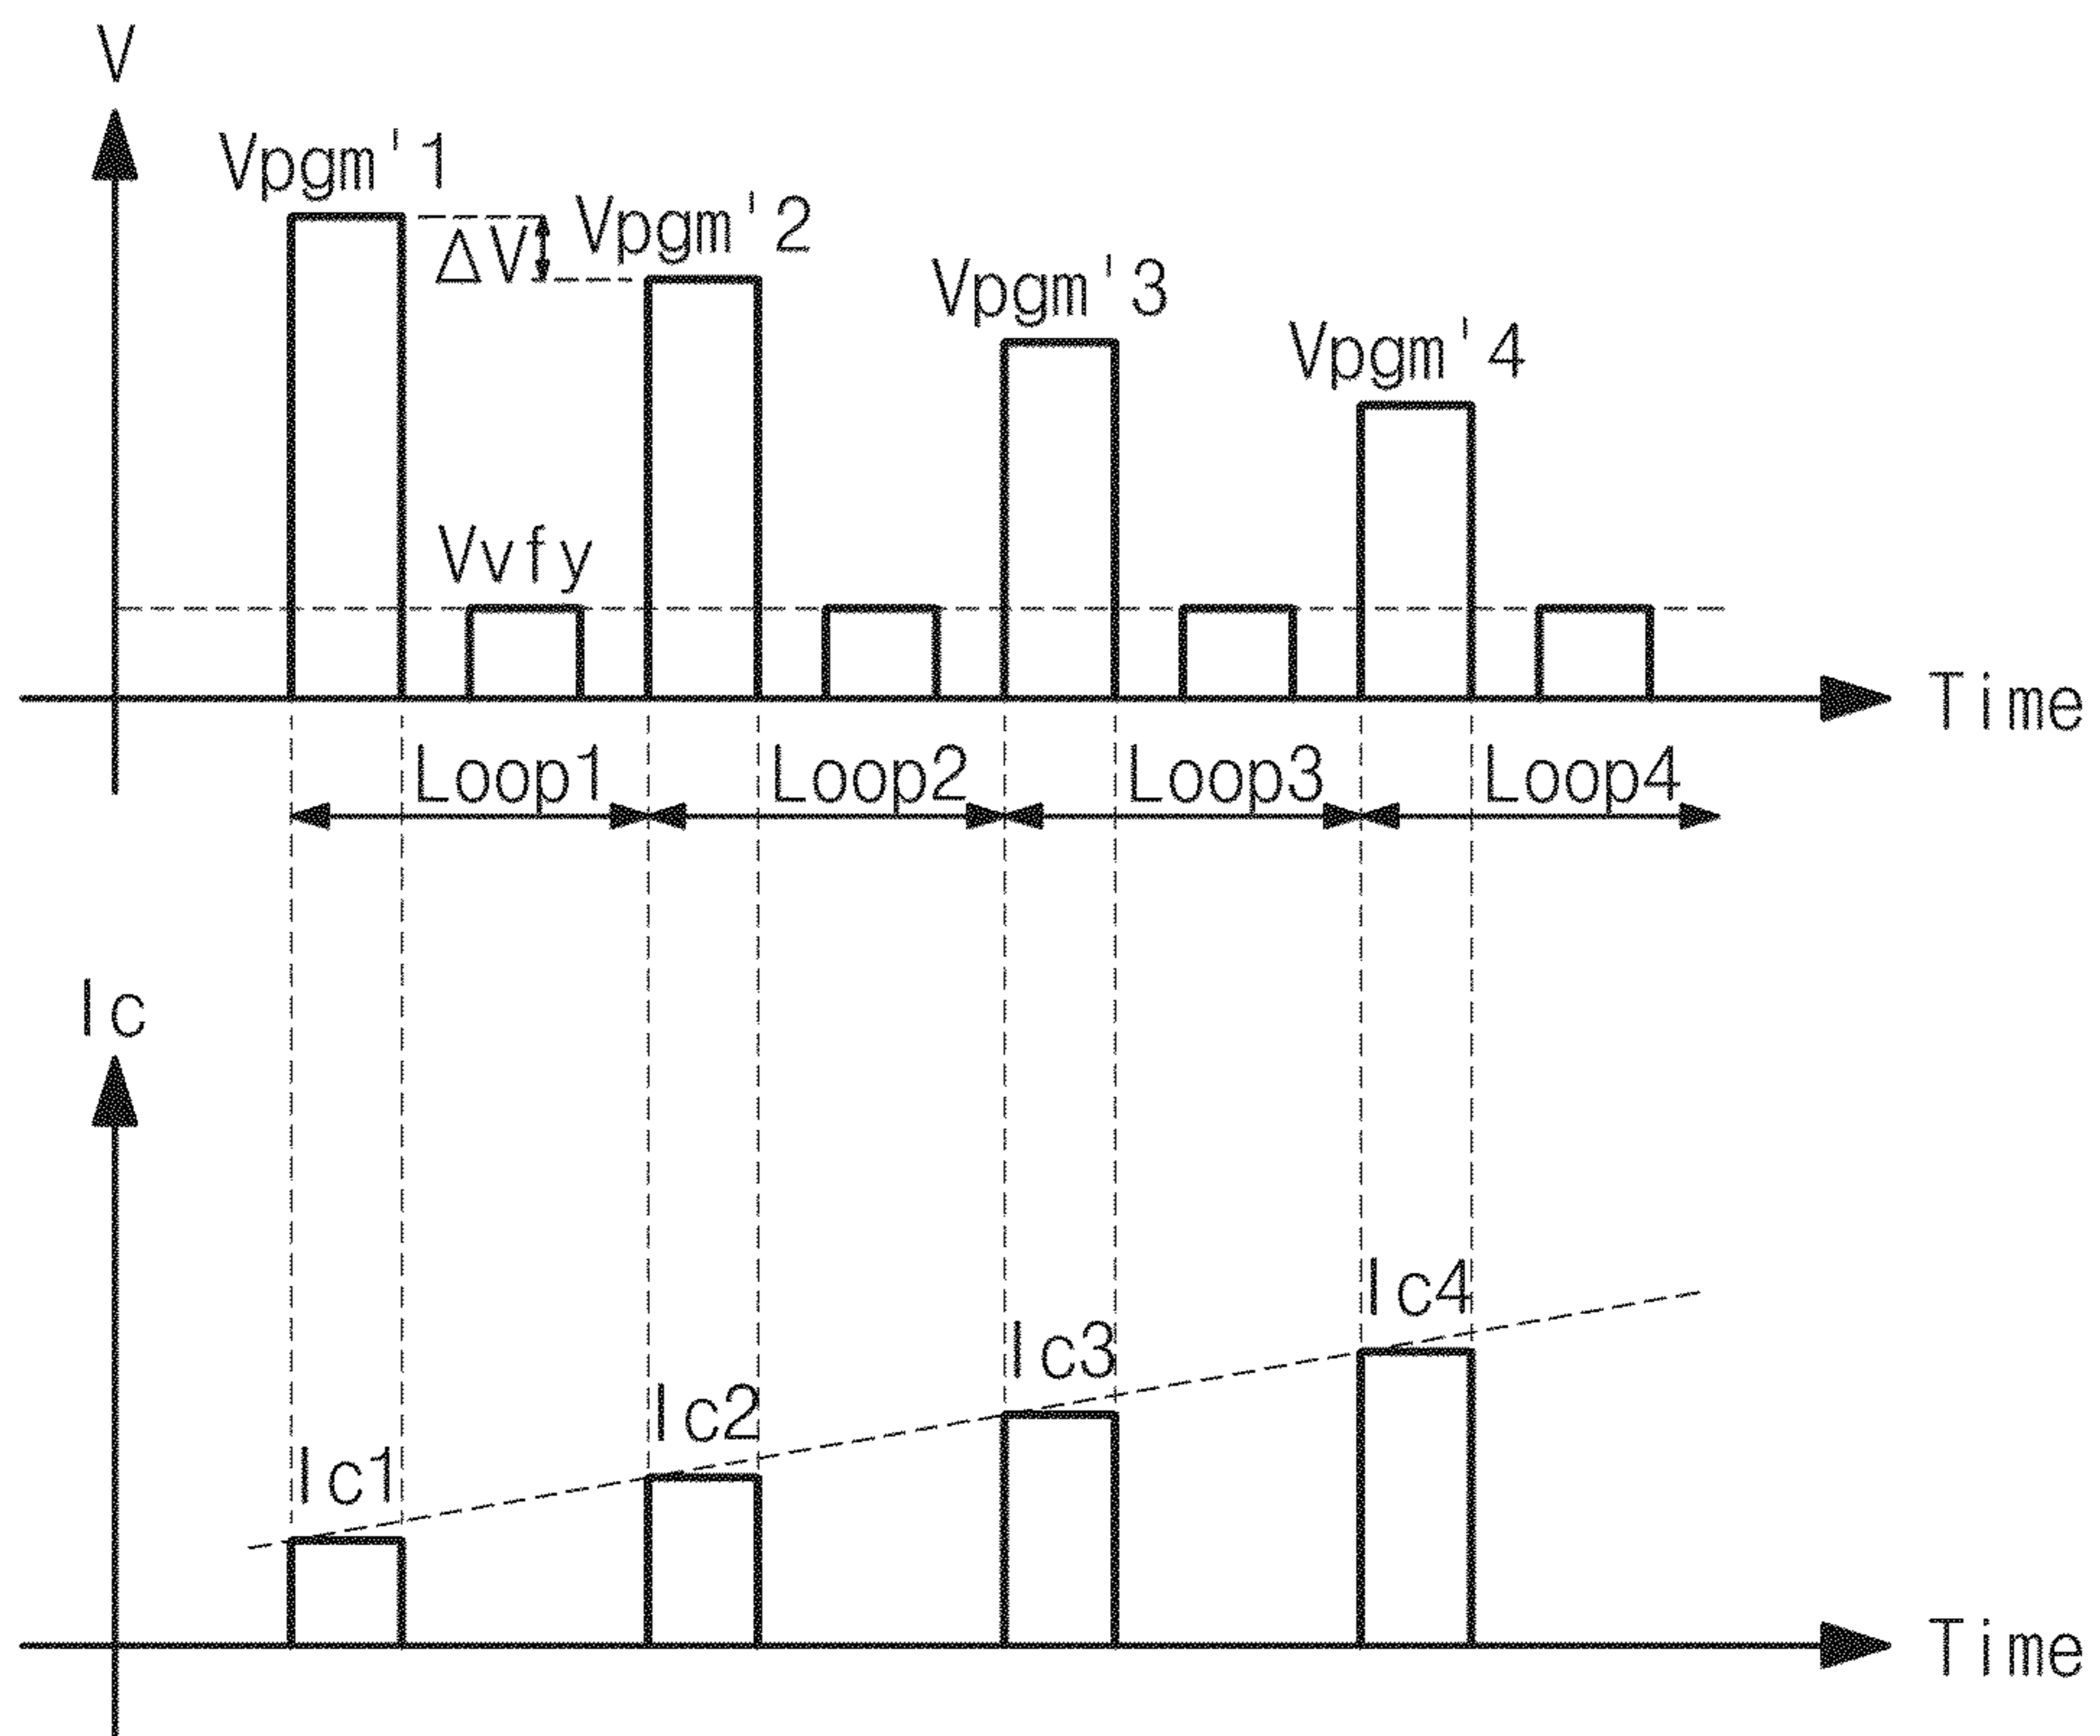 V
Vpgm'1
Vpgm'2
ΔV
Vpgm'3
Vpgm'4
Vvfy
Time
Loop1
Loop2
Loop3
Loop4
Ic
Ic4
Ic3
Ic2
Ic1
Time